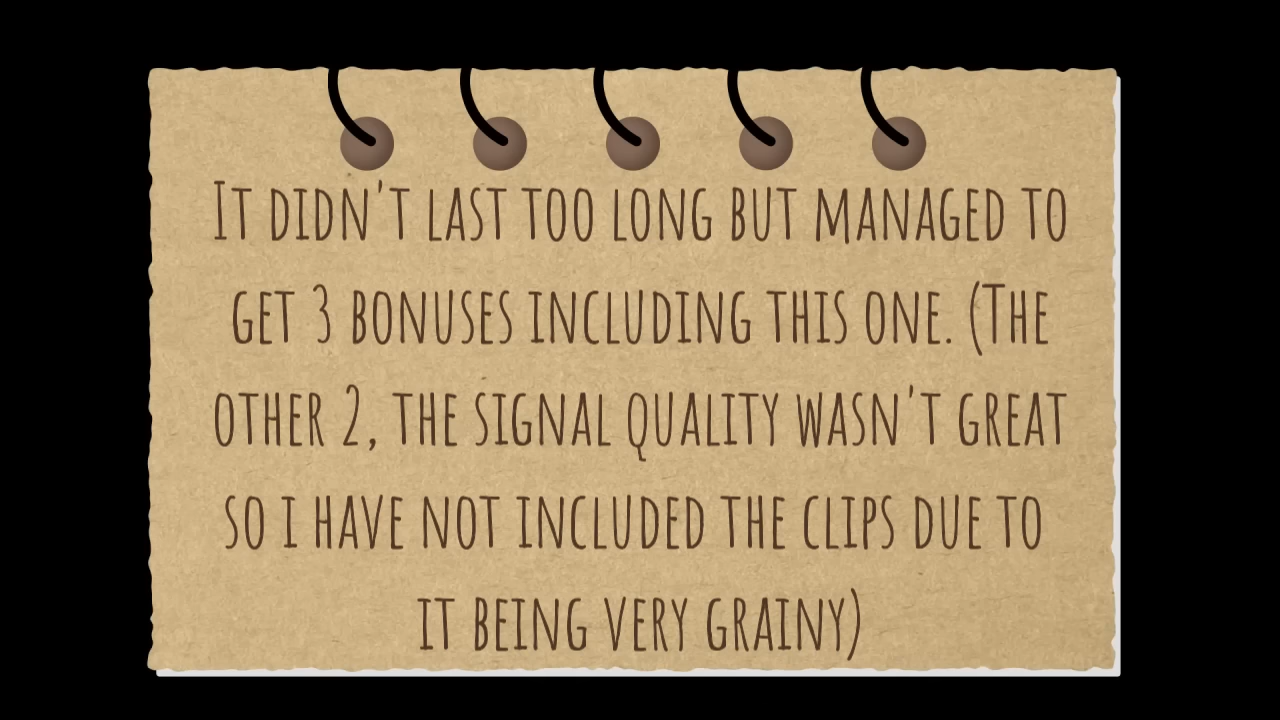 It didn't last too long but managed to
get 3 bonuses including this one. (The
other 2, the signal quality wasn't great
so i have not included the clips due to
it being very grainy)